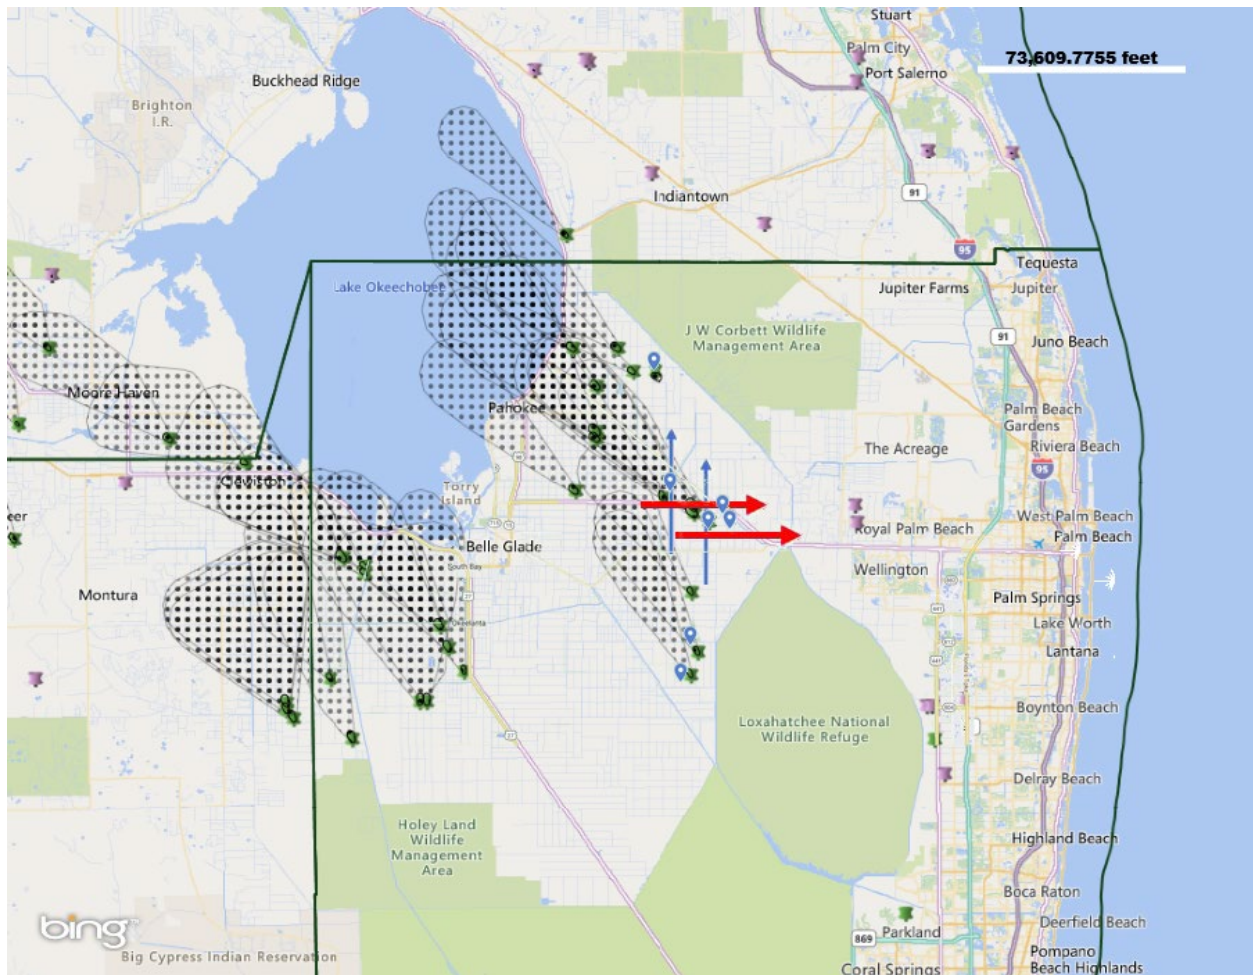 Stuart
Palm City
73,609.7755 feet
Port Salerno
Buckhead Ridge
Brighton
I.R.
Indiantown
91
95
Tequesta
Lake Okeechobee
Jupiter Farms
Jupiter
J W Corbett Wildlife
Management Area
91
Juno Beach
Moore Haven
Pahokee
Palm Beach
Gardens
The Acreage
Riviera Beach
95
Clewiston
Torry
Island
West Palm Beach
Royal Palm Beach
Palm Beach
Belle Glade
South Bay
Wellington
Montura
27
Palm Springs
Okeelanta
Lake Worth
Lantana
Boynton Beach
Loxahatchee National
Wildlife Refuge
27
Delray Beach
Holey Land
Wildlife
Management
Area
Highland Beach
Boca Raton
bing
Deerfield Beach
Parkland
869
Big Cypress Indian Reservation
Pompano
Beach Highlands
Coral Springs